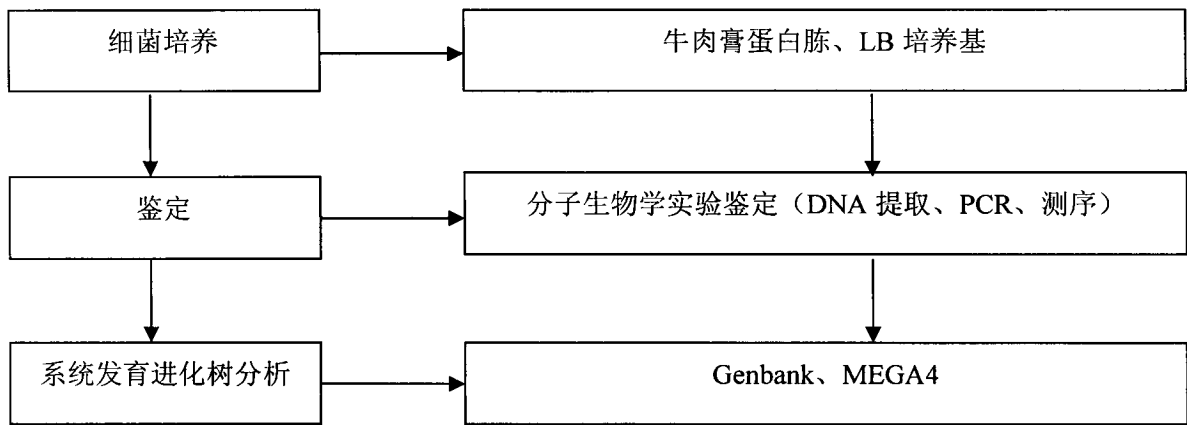 细菌培养
牛肉膏蛋白胨、LB 培养基
鉴定
分子生物学实验鉴定（DNA 提取、PCR、测序）
系统发育进化树分析
Genbank、MEGA4